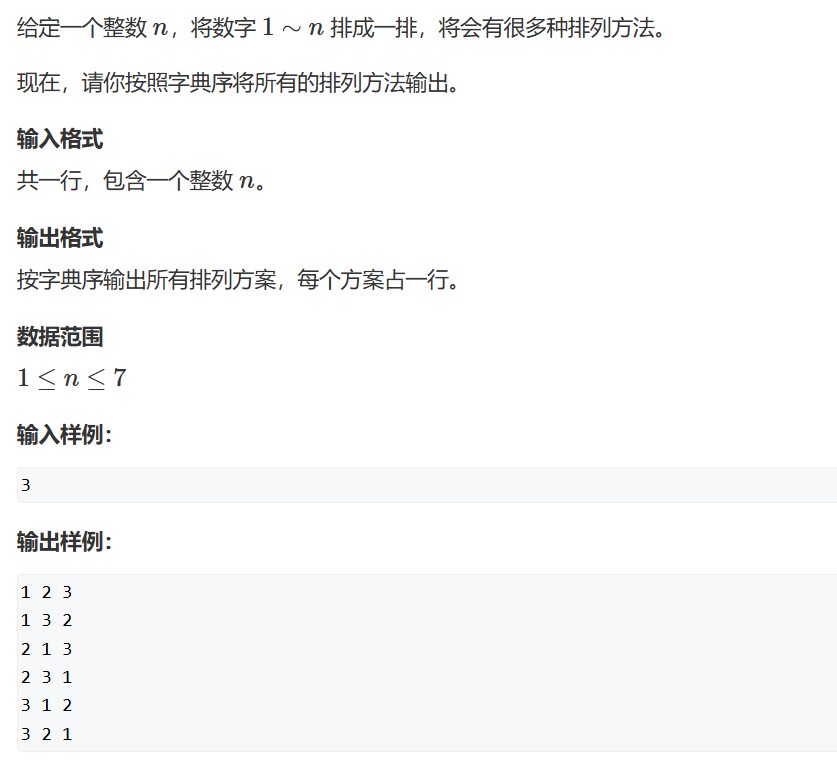 给定一个整数 n，将数字 1 ∼ n 排成一排，将会有很多种排列方法。
现在，请你按照字典序将所有的排列方法输出。
输入格式
共一行，包含一个整数 n。
输出格式
按字典序输出所有排列方案，每个方案占一行。
数据范围
1 ≤ n ≤ 7
输入样例：
3
输出样例：
1 2 3
1 3 2
2 1 3
2 3 1
3 1 2
3 2 1